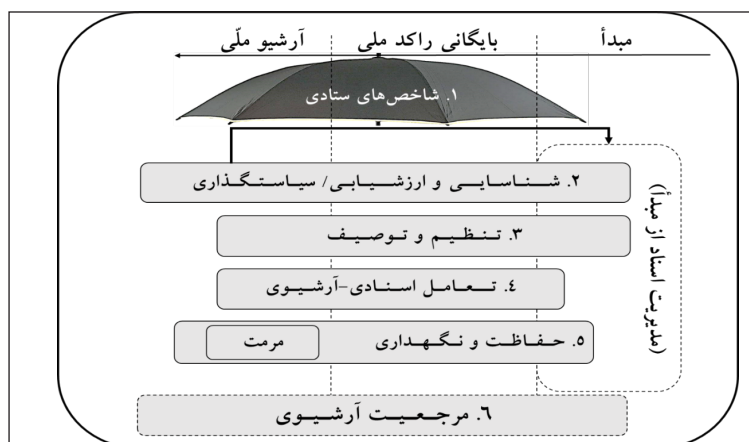 مبدأ بایگانی راکد ملی آرشیو ملّی
۱. شاخص‌های ستادی
۲. شناسایی و ارزشیابی/ سیاستگذاری
۳. تنظیم و توصیف
۴. تعامل اسنادی-آرشیوی
۵. حفاظت و نگهداری مرمت
۶. مرجعیت آرشیوی
(مدیریت اسناد از مبدأ)